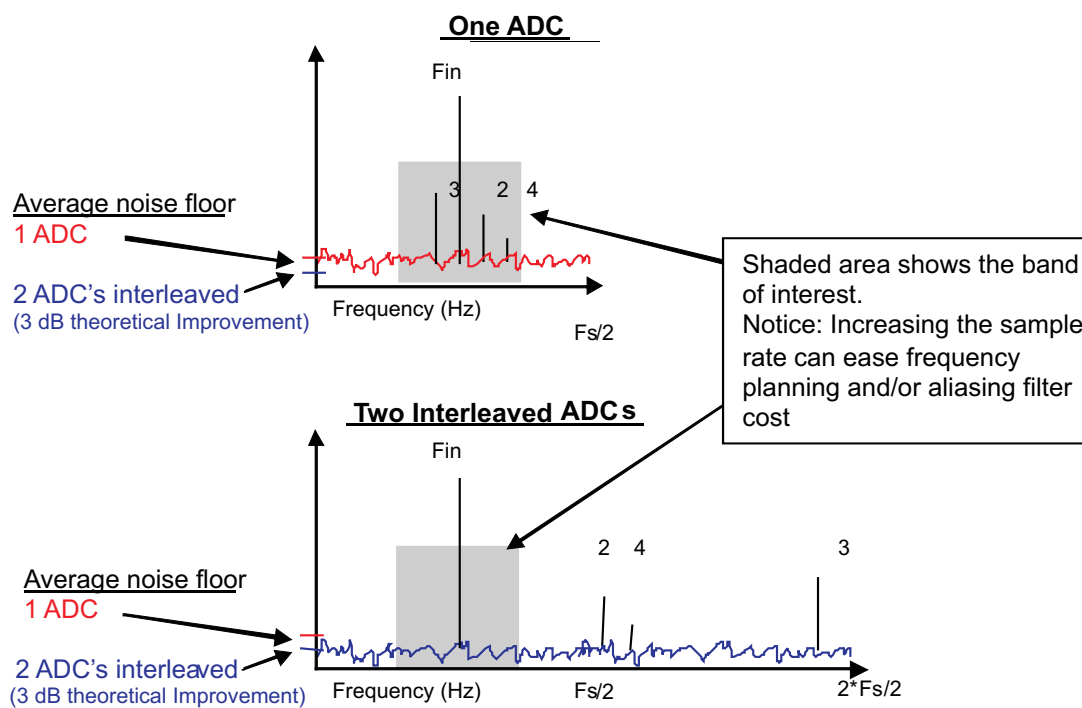 One ADC
Fin
3 2 4
Average noise floor
1 ADC
2 ADC's interleaved
(3 dB theoretical Improvement)
Frequency (Hz)
Fs/2
Shaded area shows the band
of interest.
Notice: Increasing the sample
rate can ease frequency
planning and/or aliasing filter
cost
Two Interleaved ADCs
Fin
2 4 3
Average noise floor
1 ADC
2 ADC's interleaved
(3 dB theoretical Improvement)
Frequency (Hz)
Fs/2
2*Fs/2